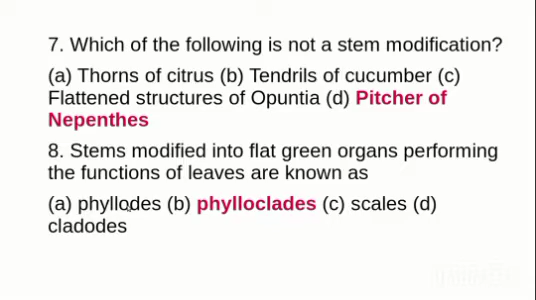 7. Which of the following is not a stem modification?
(a) Thorns of citrus (b) Tendrils of cucumber (c)
Flattened structures of Opuntia (d) Pitcher of
Nepenthes
8. Stems modified into flat green organs performing
the functions of leaves are known as
(a) phyllodes (b) phylloclades (c) scales (d)
cladodes